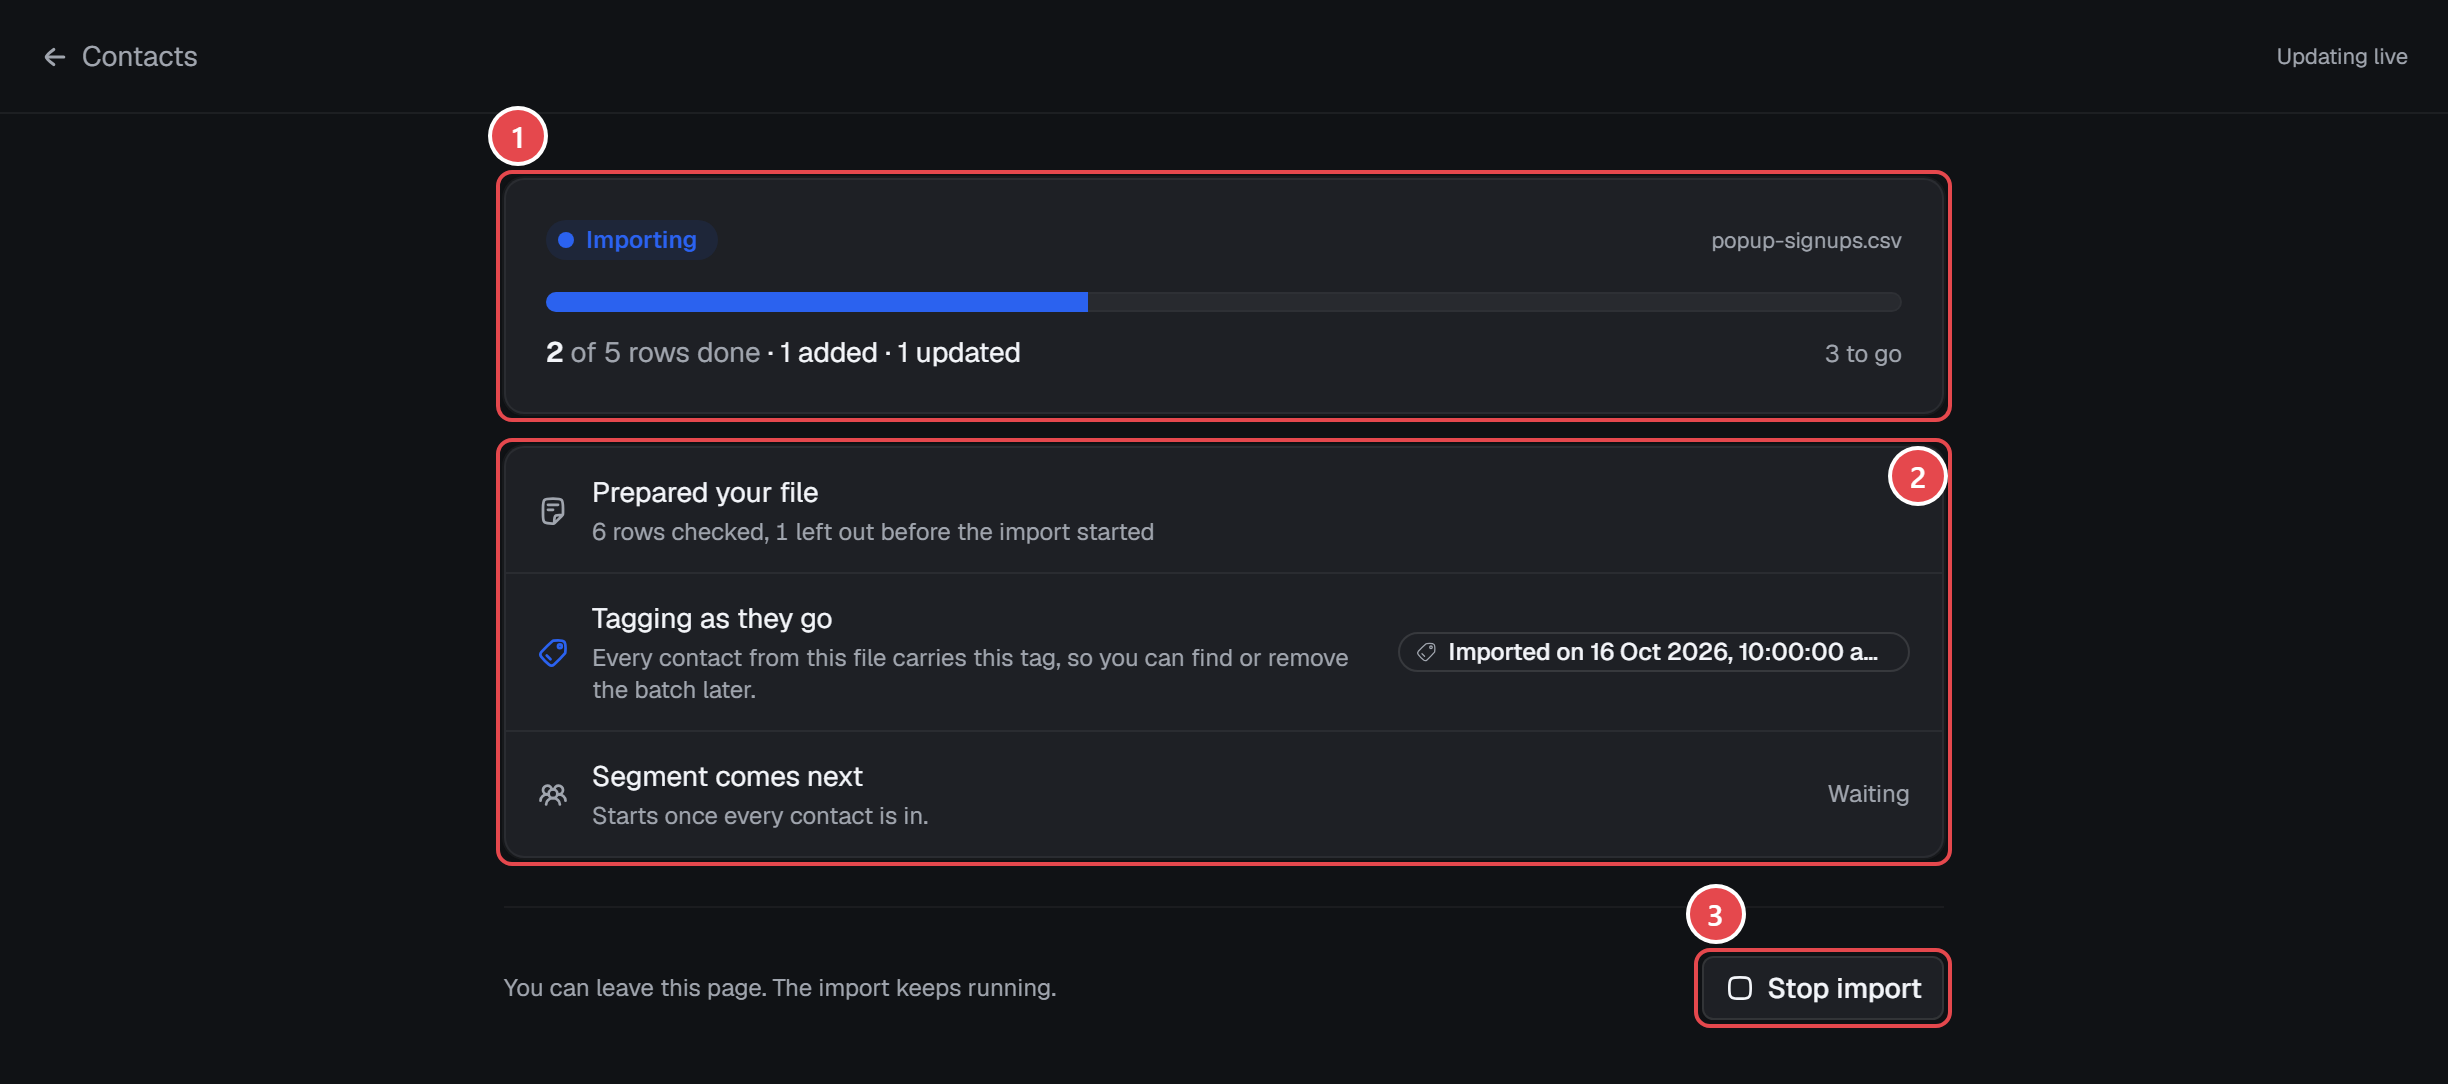 Contacts
Updating live
1
Importing
popup-signups.csv
2 of 5 rows done · 1 added · 1 updated
3 to go
2
Prepared your file
6 rows checked, 1 left out before the import started
Tagging as they go
Every contact from this file carries this tag, so you can find or remove
the batch later.
Imported on 16 Oct 2026, 10:00:00 a...
Segment comes next
Starts once every contact is in.
Waiting
3
You can leave this page. The import keeps running.
Stop import